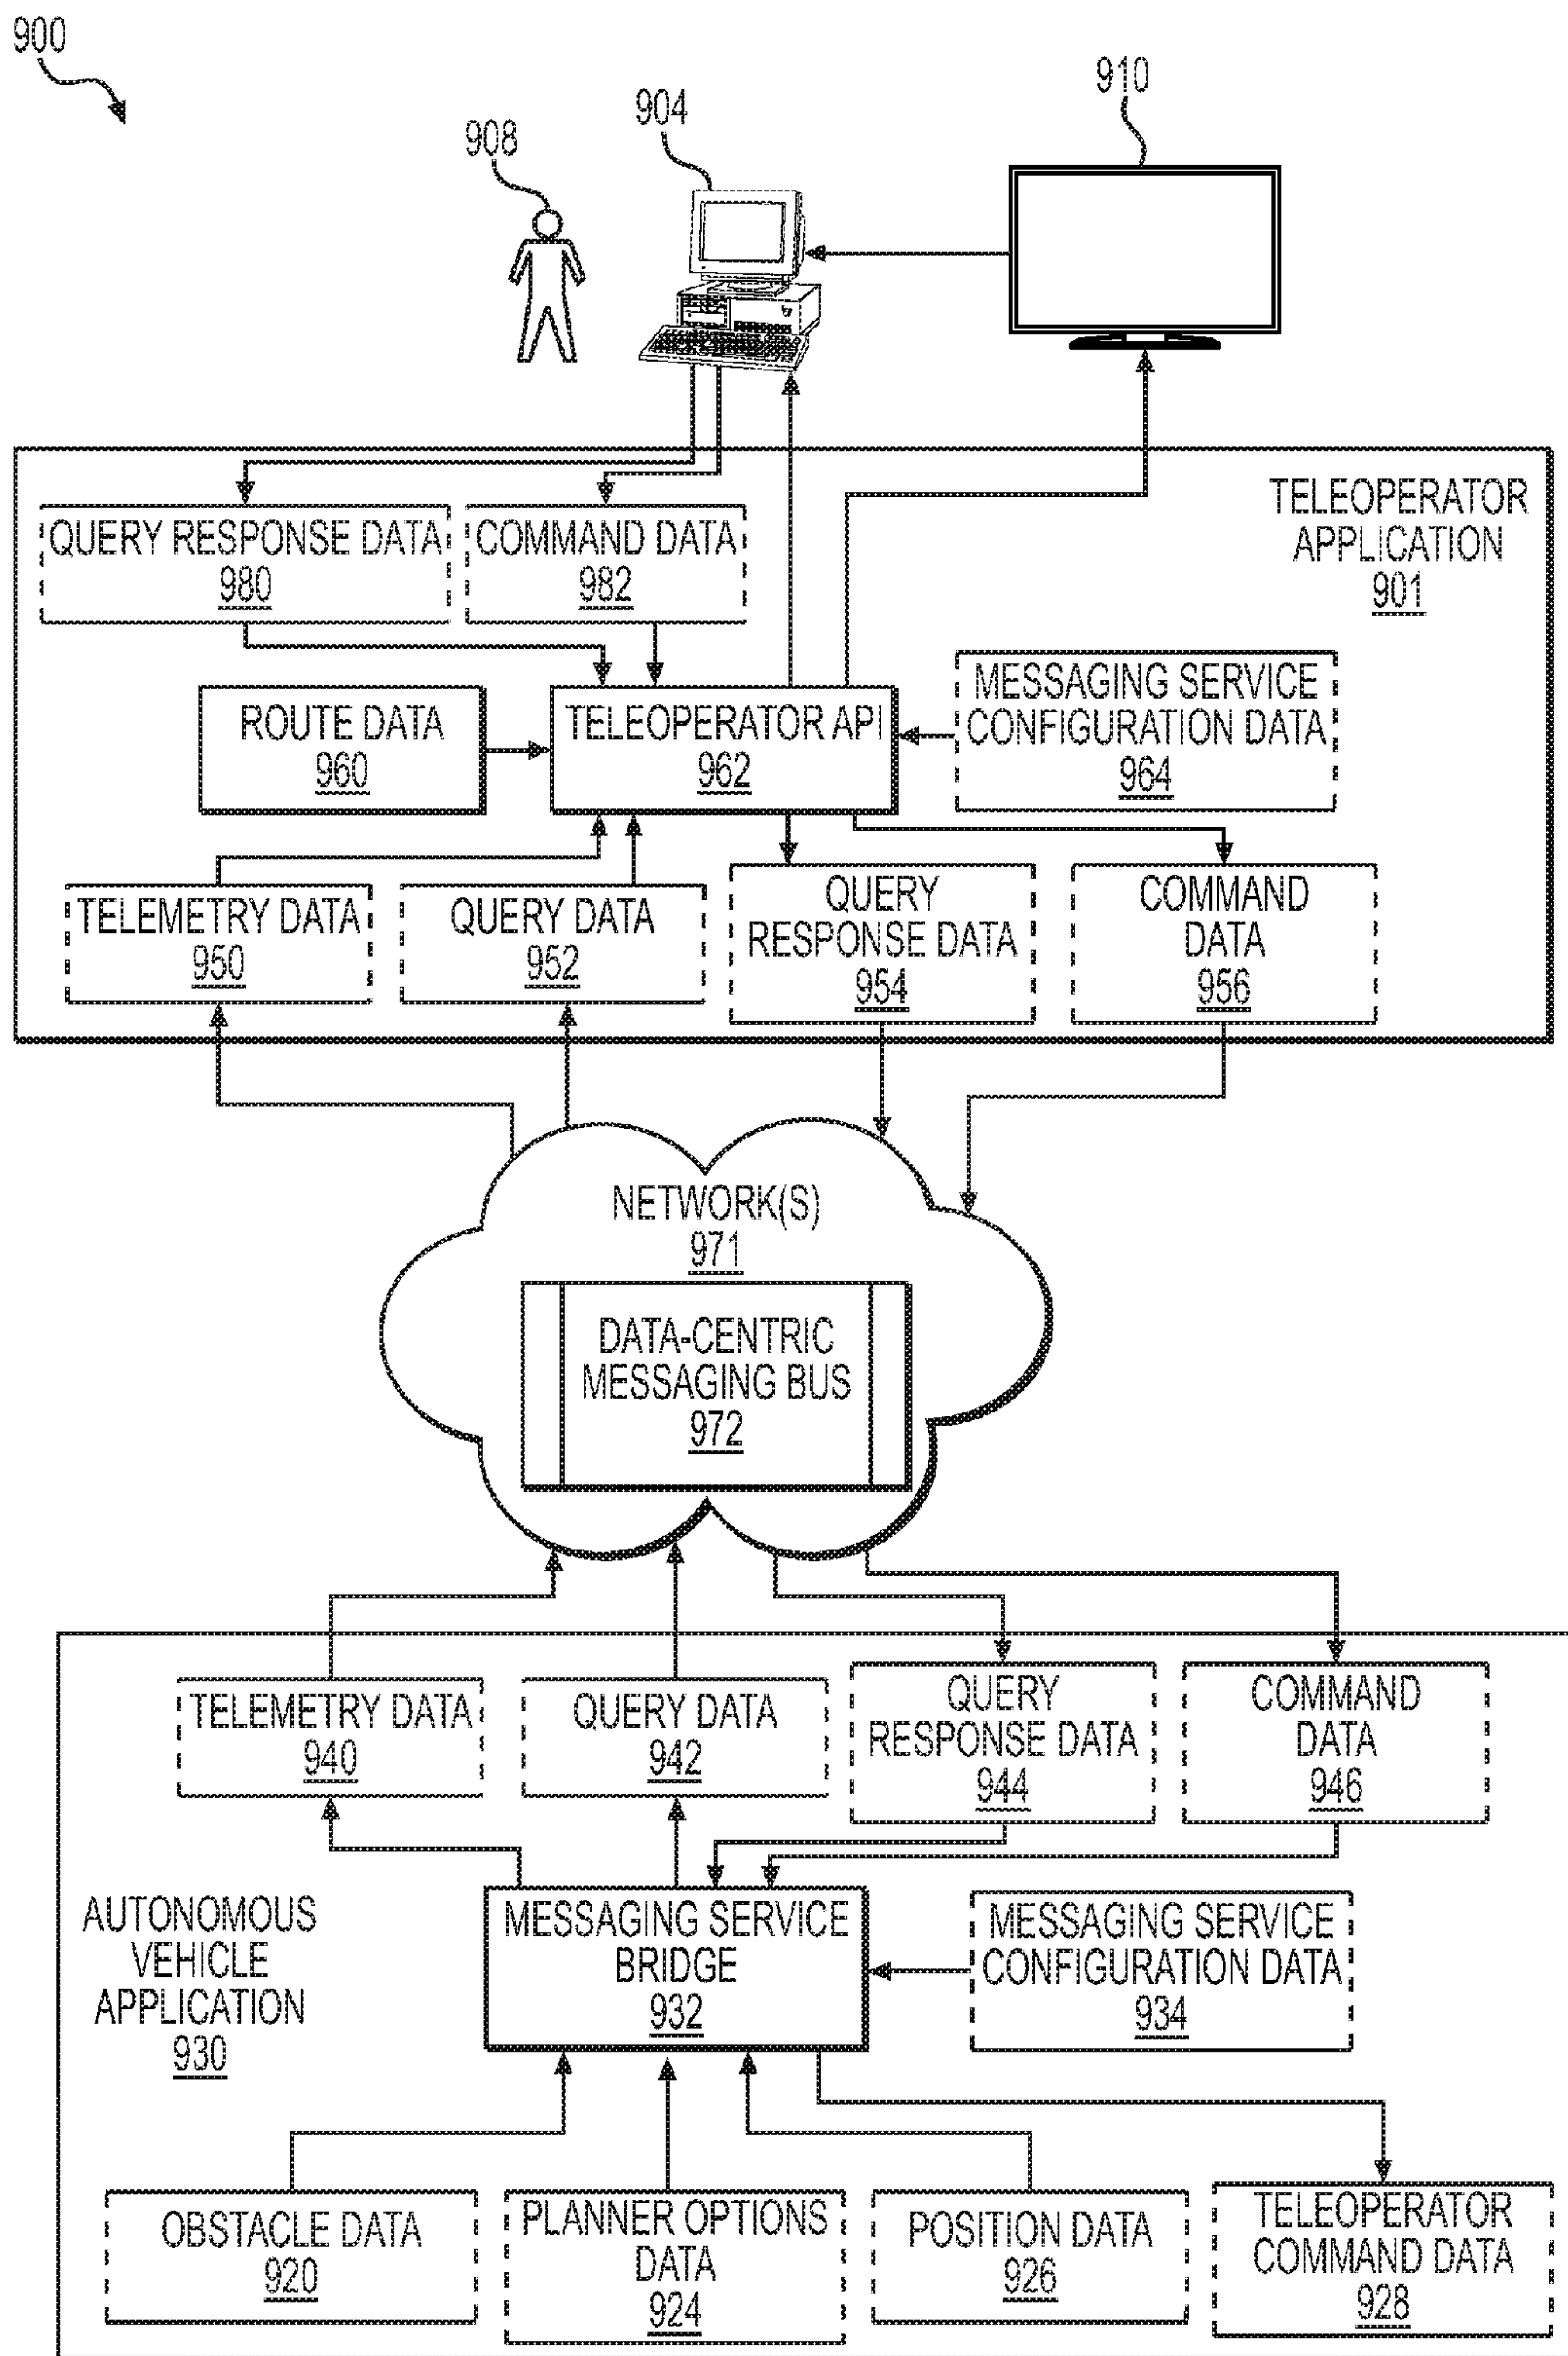 900
908
904
910
QUERY RESPONSE DATA
980
COMMAND DATA
982
TELEOPERATOR
APPLICATION
901
ROUTE DATA
960
TELEOPERATOR API
962
MESSAGING SERVICE
CONFIGURATION DATA
964
TELEMETRY DATA
950
QUERY DATA
952
QUERY
RESPONSE DATA
954
COMMAND
DATA
956
NETWORK(S)
971
DATA-CENTRIC
MESSAGING BUS
972
TELEMETRY DATA
940
QUERY DATA
942
QUERY
RESPONSE DATA
944
COMMAND
DATA
946
AUTONOMOUS
VEHICLE
APPLICATION
930
MESSAGING SERVICE
BRIDGE
932
MESSAGING SERVICE
CONFIGURATION DATA
934
OBSTACLE DATA
920
PLANNER OPTIONS
DATA
924
POSITION DATA
926
TELEOPERATOR
COMMAND DATA
928